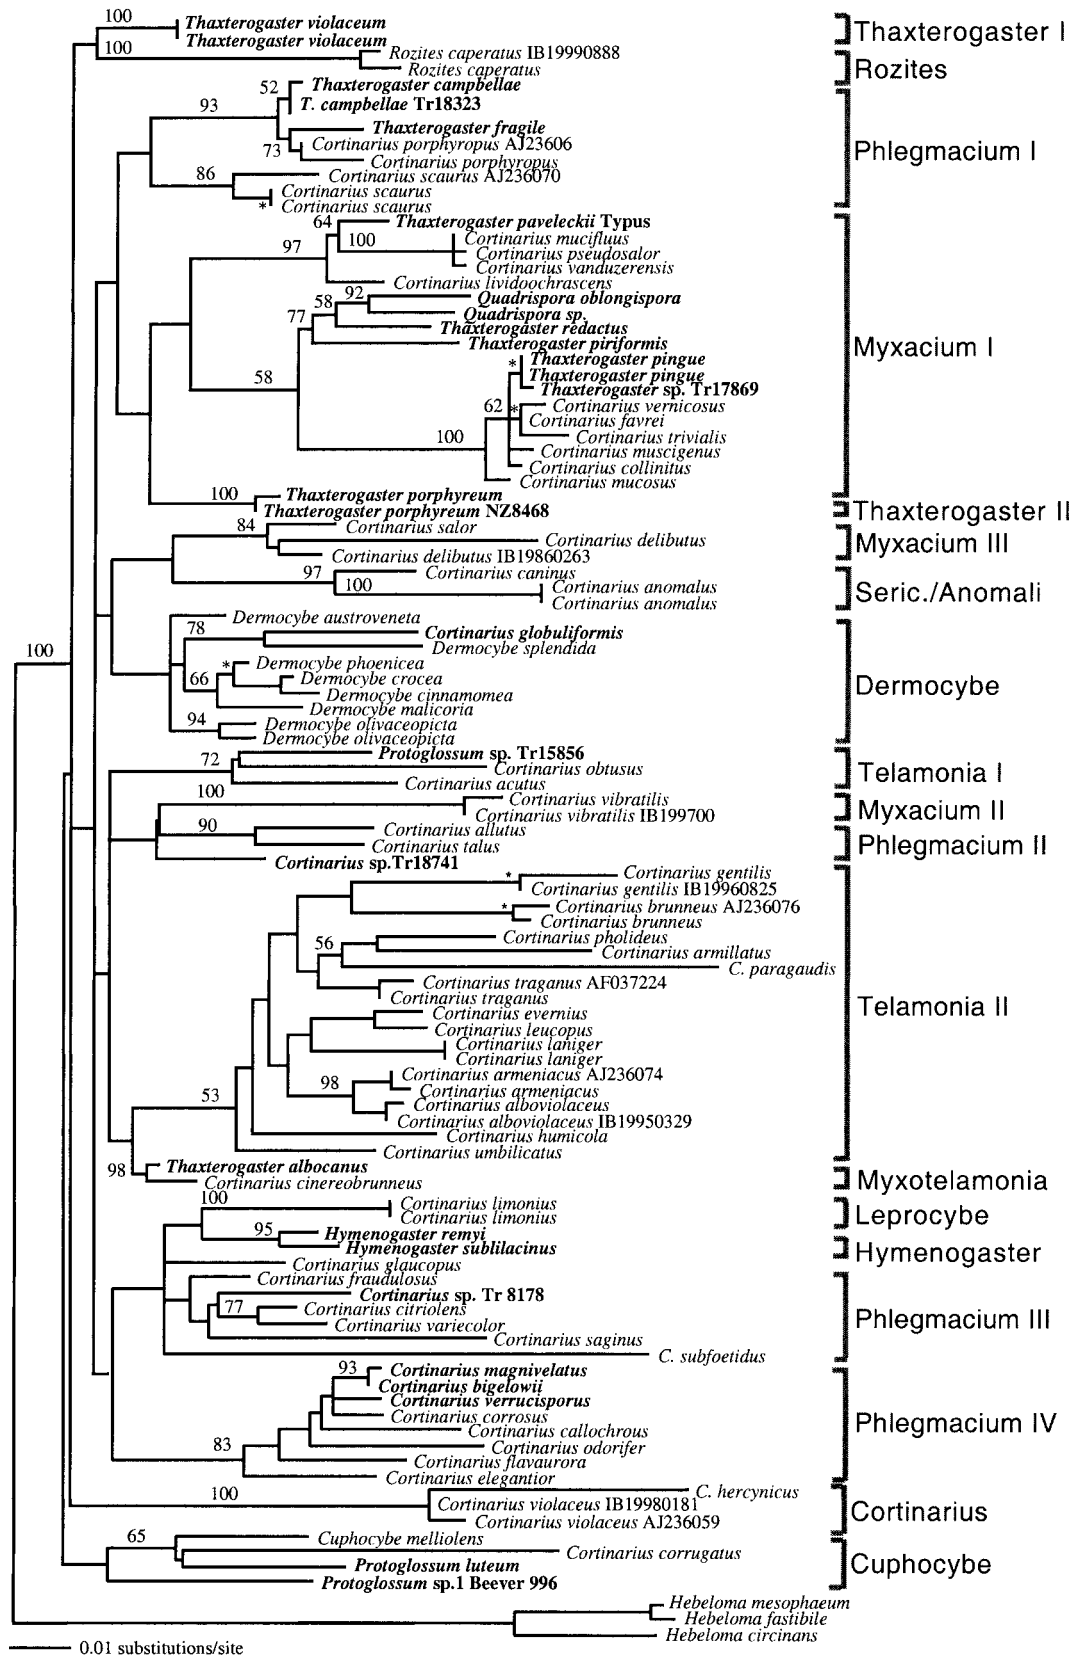 100
Thaxterogaster violaceum
Thaxterogaster violaceum
Thaxterogaster I
100
Rozites caperatus IB19990888
Rozites caperatus
Rozites
52
Thaxterogaster campbellae
93
T. campbellae Tr18323
Thaxterogaster fragile
73
Cortinarius porphyropus AJ23606
Cortinarius porphyropus
Phlegmacium I
86
Cortinarius scaurus AJ236070
Cortinarius scaurus
*
Cortinarius scaurus
64
Thaxterogaster paveleckii Typus
97
100
Cortinarius mucifluus
Cortinarius pseudosalor
Cortinarius vanduzerensis
Cortinarius lividoochrascens
92
Quadrispora oblongispora
58
Quadrispora sp.
77
Thaxterogaster redactus
Thaxterogaster piriformis
Myxacium I
*
Thaxterogaster pingue
Thaxterogaster pingue
58
Thaxterogaster sp. Tr17869
62
*
Cortinarius vernicosus
Cortinarius favrei
100
Cortinarius trivialis
Cortinarius muscigenus
Cortinarius collinitus
Cortinarius mucosus
100
Thaxterogaster porphyreum
Thaxterogaster porphyreum NZ8468
Thaxterogaster II
84
Cortinarius salor
Cortinarius delibutus
Cortinarius delibutus IB19860263
Myxacium III
97
Cortinarius caninus
100
Cortinarius anomalus
Cortinarius anomalus
Seric./Anomali
Dermocybe austroveneta
78
Cortinarius globuliformis
Dermocybe splendida
100
*
Dermocybe phoenicea
66
Dermocybe crocea
Dermocybe cinnamomea
Dermocybe malicoria
Dermocybe
94
Dermocybe olivaceopicta
Dermocybe olivaceopicta
72
Protoglossum sp. Tr15856
Cortinarius obtusus
Cortinarius acutus
Telamonia I
100
Cortinarius vibratilis
Cortinarius vibratilis IB199700
Myxacium II
90
Cortinarius allutus
Cortinarius talus
Cortinarius sp.Tr18741
Phlegmacium II
*
Cortinarius gentilis
Cortinarius gentilis IB19960825
*
Cortinarius brunneus AJ236076
Cortinarius brunneus
56
Cortinarius pholideus
Cortinarius armillatus
C. paragaudis
Cortinarius traganus AF037224
Cortinarius traganus
Telamonia II
Cortinarius evernius
Cortinarius leucopus
Cortinarius laniger
Cortinarius laniger
98
Cortinarius armeniacus AJ236074
Cortinarius armeniacus
53
Cortinarius alboviolaceus
Cortinarius alboviolaceus IB19950329
Cortinarius humicola
Cortinarius umbilicatus
98
Thaxterogaster albocanus
Cortinarius cinereobrunneus
Myxotelamonia
100
Cortinarius limonius
Cortinarius limonius
Leprocybe
95
Hymenogaster remyi
Hymenogaster sublilacinus
Hymenogaster
Cortinarius glaucopus
Cortinarius fraudulosus
Cortinarius sp. Tr 8178
77
Cortinarius citriolens
Cortinarius variecolor
Cortinarius saginus
C. subfoetidus
Phlegmacium III
93
Cortinarius magnivelatus
Cortinarius bigelowii
Cortinarius verrucisporus
Cortinarius corrosus
Cortinarius callochrous
83
Cortinarius odorifer
Cortinarius flavaurora
Cortinarius elegantior
Phlegmacium IV
100
C. hercynicus
Cortinarius violaceus IB19980181
Cortinarius violaceus AJ236059
Cortinarius
65
Cuphocybe melliolens
Cortinarius corrugatus
Protoglossum luteum
Protoglossum sp.1 Beever 996
Cuphocybe
Hebeloma mesophaeum
Hebeloma fastibile
Hebeloma circinans
0.01 substitutions/site